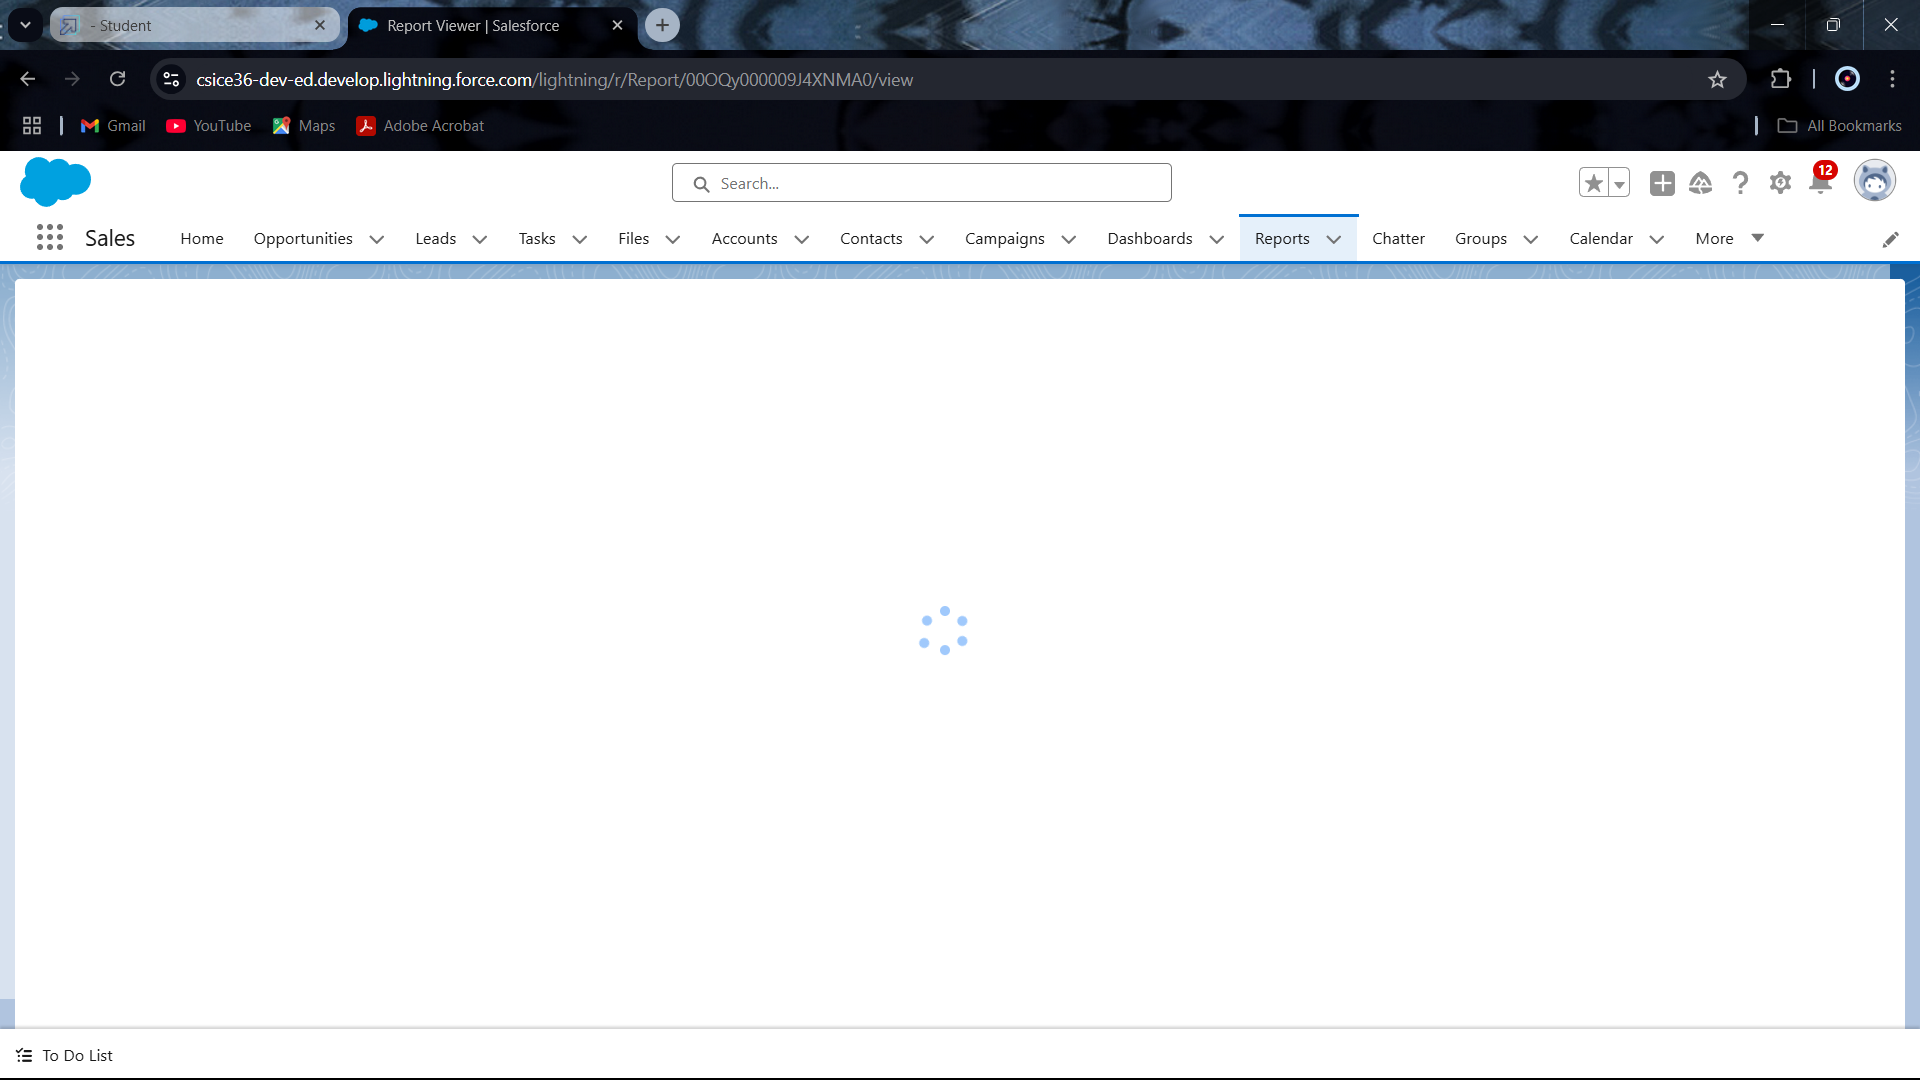 - Student
Report Viewer | Salesforce
csice36-dev-ed.develop.lightning.force.com/lightning/r/Report/00OQy000009J4XNMA0/view
Gmail
YouTube
Maps
Adobe Acrobat
All Bookmarks
Search...
12
Sales
Home
Opportunities
Leads
Tasks
Files
Accounts
Contacts
Campaigns
Dashboards
Reports
Chatter
Groups
Calendar
More
To Do List